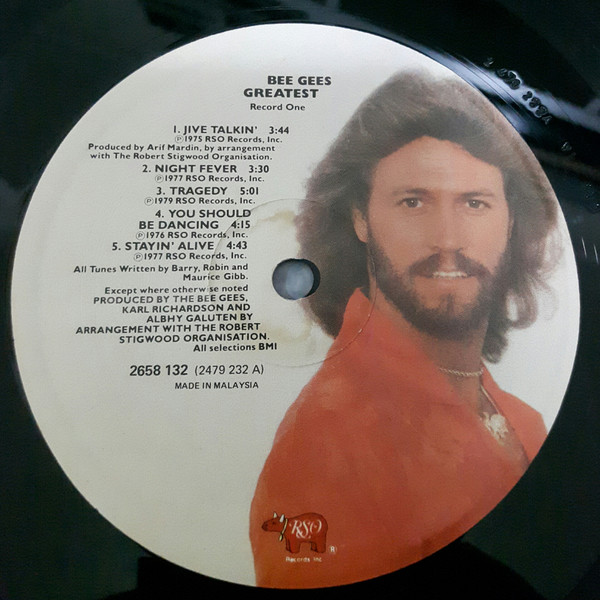 BEE GEES
GREATEST
Record One
1. JIVE TALKIN' 3:44
Ⓟ1975 RSO Records, Inc.
Produced by Arif Mardin, by arrangement
with The Robert Stigwood Organisation.
2. NIGHT FEVER 3:30
Ⓟ1977 RSO Records, Inc.
3. TRAGEDY 5:01
Ⓟ1979 RSO Records, Inc.
4. YOU SHOULD
BE DANCING 4:15
Ⓟ1976 RSO Records, Inc.
5. STAYIN' ALIVE 4:43
Ⓟ1977 RSO Records, Inc.
All Tunes Written by Barry, Robin and
Maurice Gibb.
Except where otherwise noted
PRODUCED BY THE BEE GEES,
KARL RICHARDSON AND
ALBHY GALUTEN BY
ARRANGEMENT WITH THE ROBERT
STIGWOOD ORGANISATION.
All selections BMI
2658 132 (2479 232 A)
MADE IN MALAYSIA
RSO
®
Records Inc